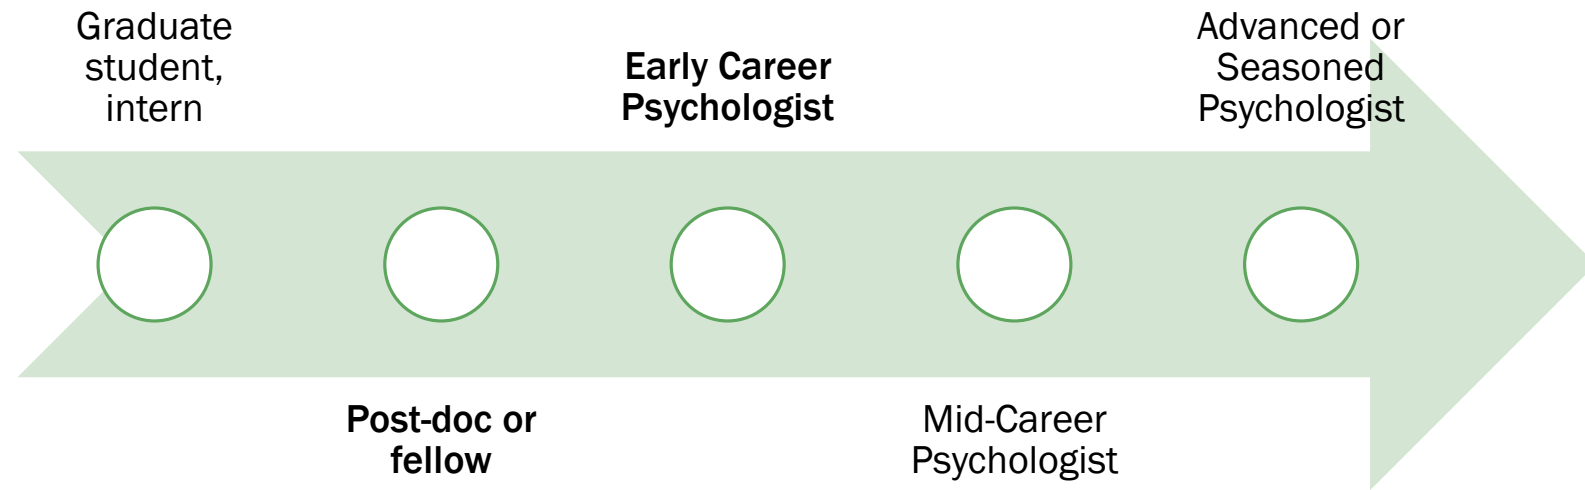 Graduate
student,
intern
Post-doc or
fellow
Early Career
Psychologist
Mid-Career
Psychologist
Advanced or
Seasoned
Psychologist